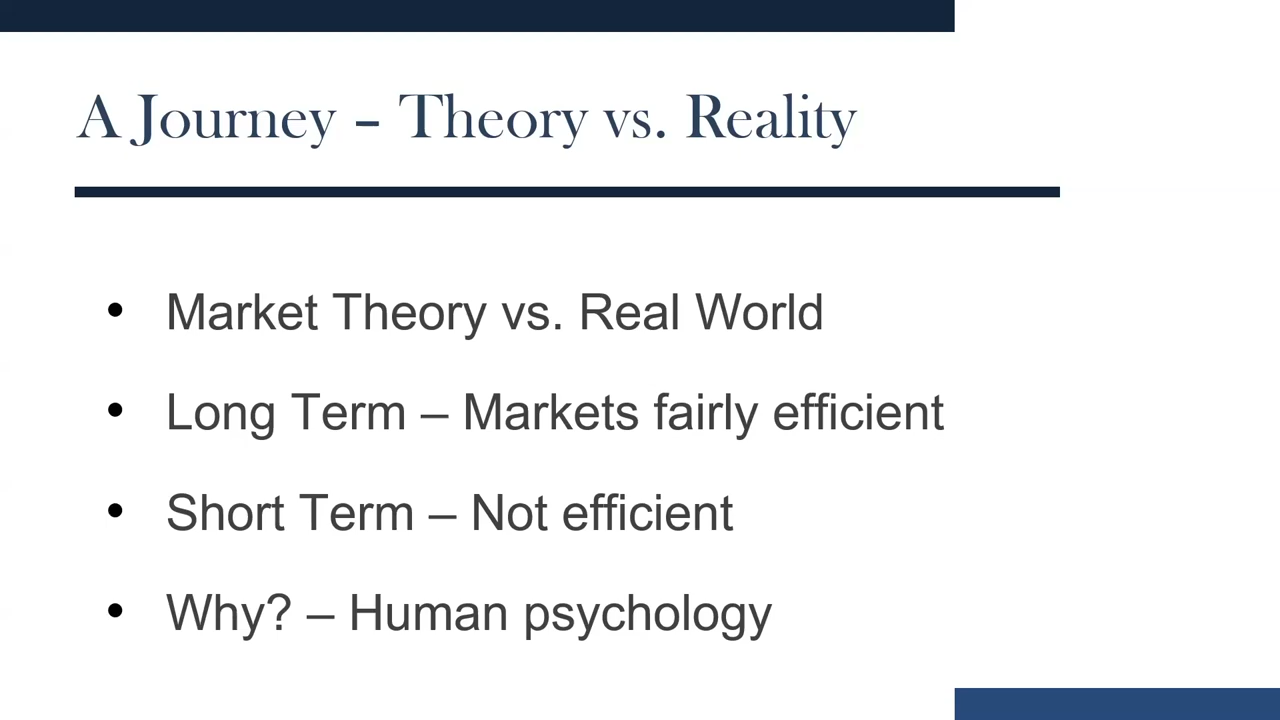 A Journey – Theory vs. Reality
• Market Theory vs. Real World
• Long Term – Markets fairly efficient
• Short Term – Not efficient
• Why? – Human psychology